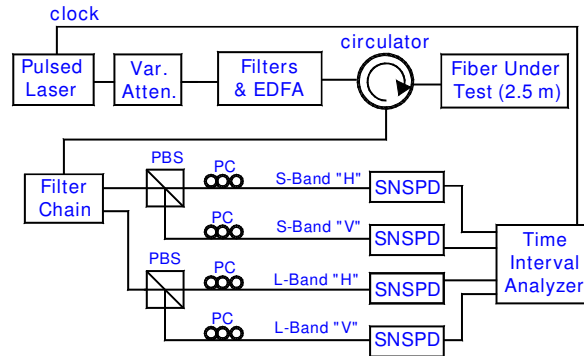 clock
circulator
Pulsed
Laser
Var.
Atten.
Filters
& EDFA
Fiber Under
Test (2.5 m)
Filter
Chain
PBS
PC
S-Band "H"
SNSPD
PC
S-Band "V"
SNSPD
PBS
PC
L-Band "H"
SNSPD
PC
L-Band "V"
SNSPD
Time
Interval
Analyzer